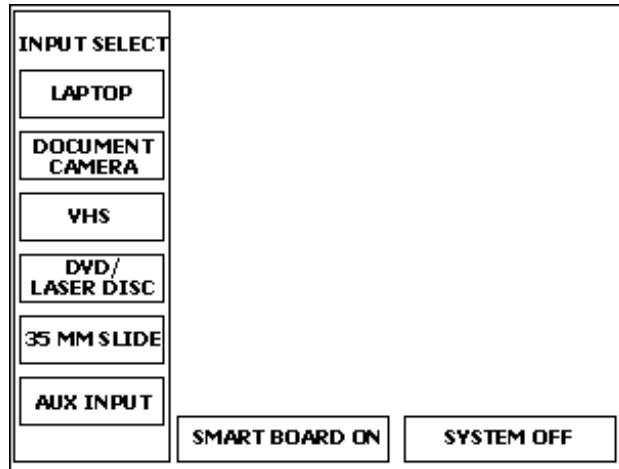 INPUT SELECT
LAPTOP
DOCUMENT
CAMERA
VHS
DVD/
LASER DISC
35 MM SLIDE
AUX INPUT
SMART BOARD ON
SYSTEM OFF